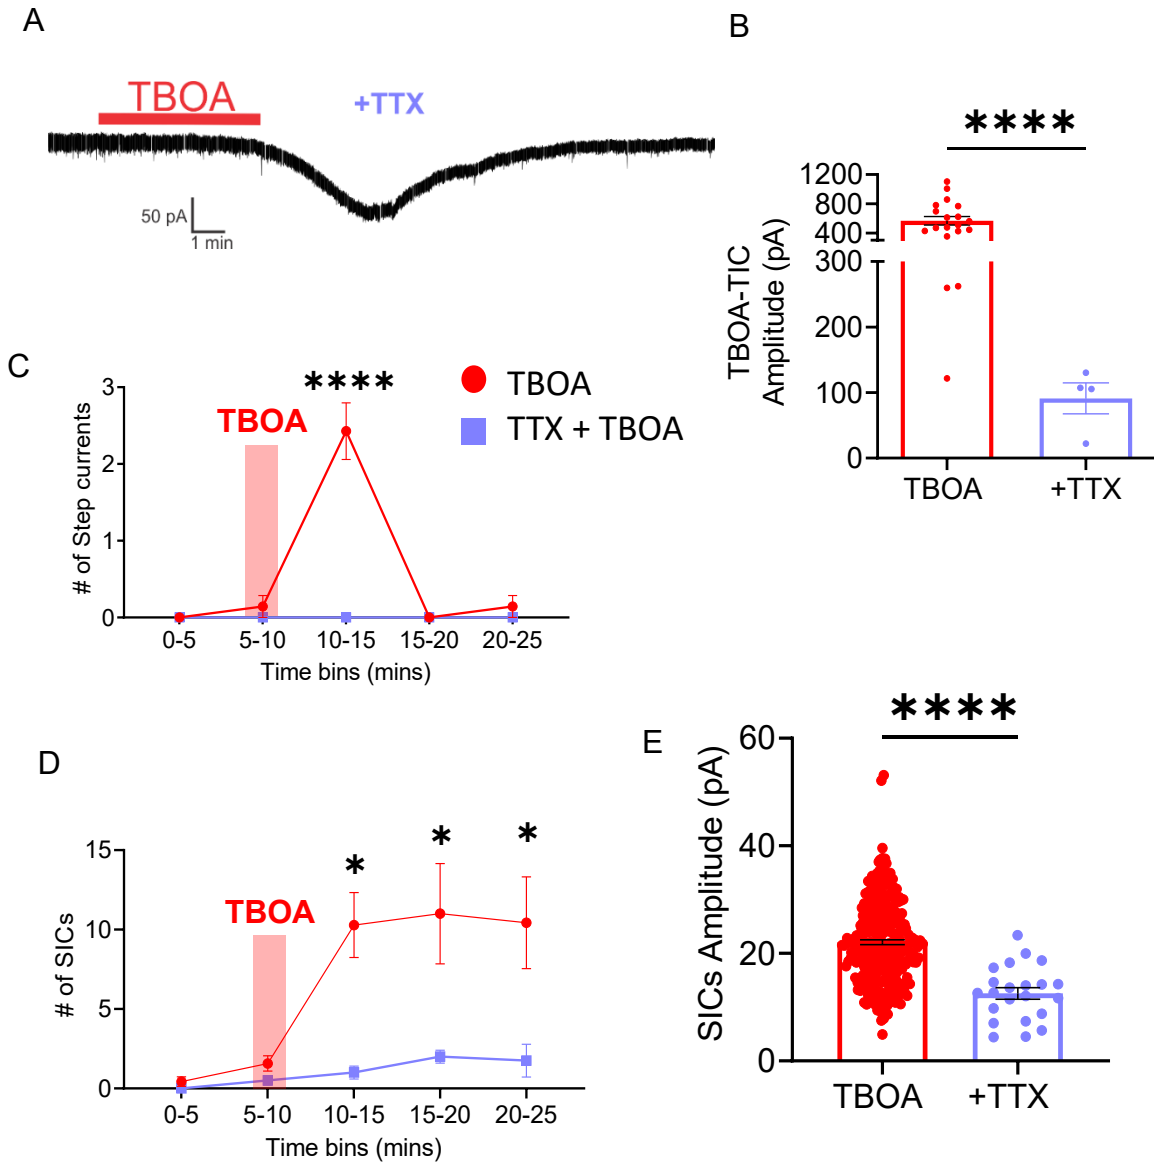 A
TBOA
+TTX
50 pA
1 min
B
****
1200
800
400
300
200
100
0
TBOA-TIC
Amplitude (pA)
TBOA
+TTX
C
****
TBOA
TBOA
TTX + TBOA
3
2
1
0
# of Step currents
0-5
5-10
10-15
15-20
20-25
Time bins (mins)
D
*
*
*
TBOA
15
10
5
0
# of SICs
0-5
5-10
10-15
15-20
20-25
Time bins (mins)
E
****
60
40
20
0
SICs Amplitude (pA)
TBOA
+TTX